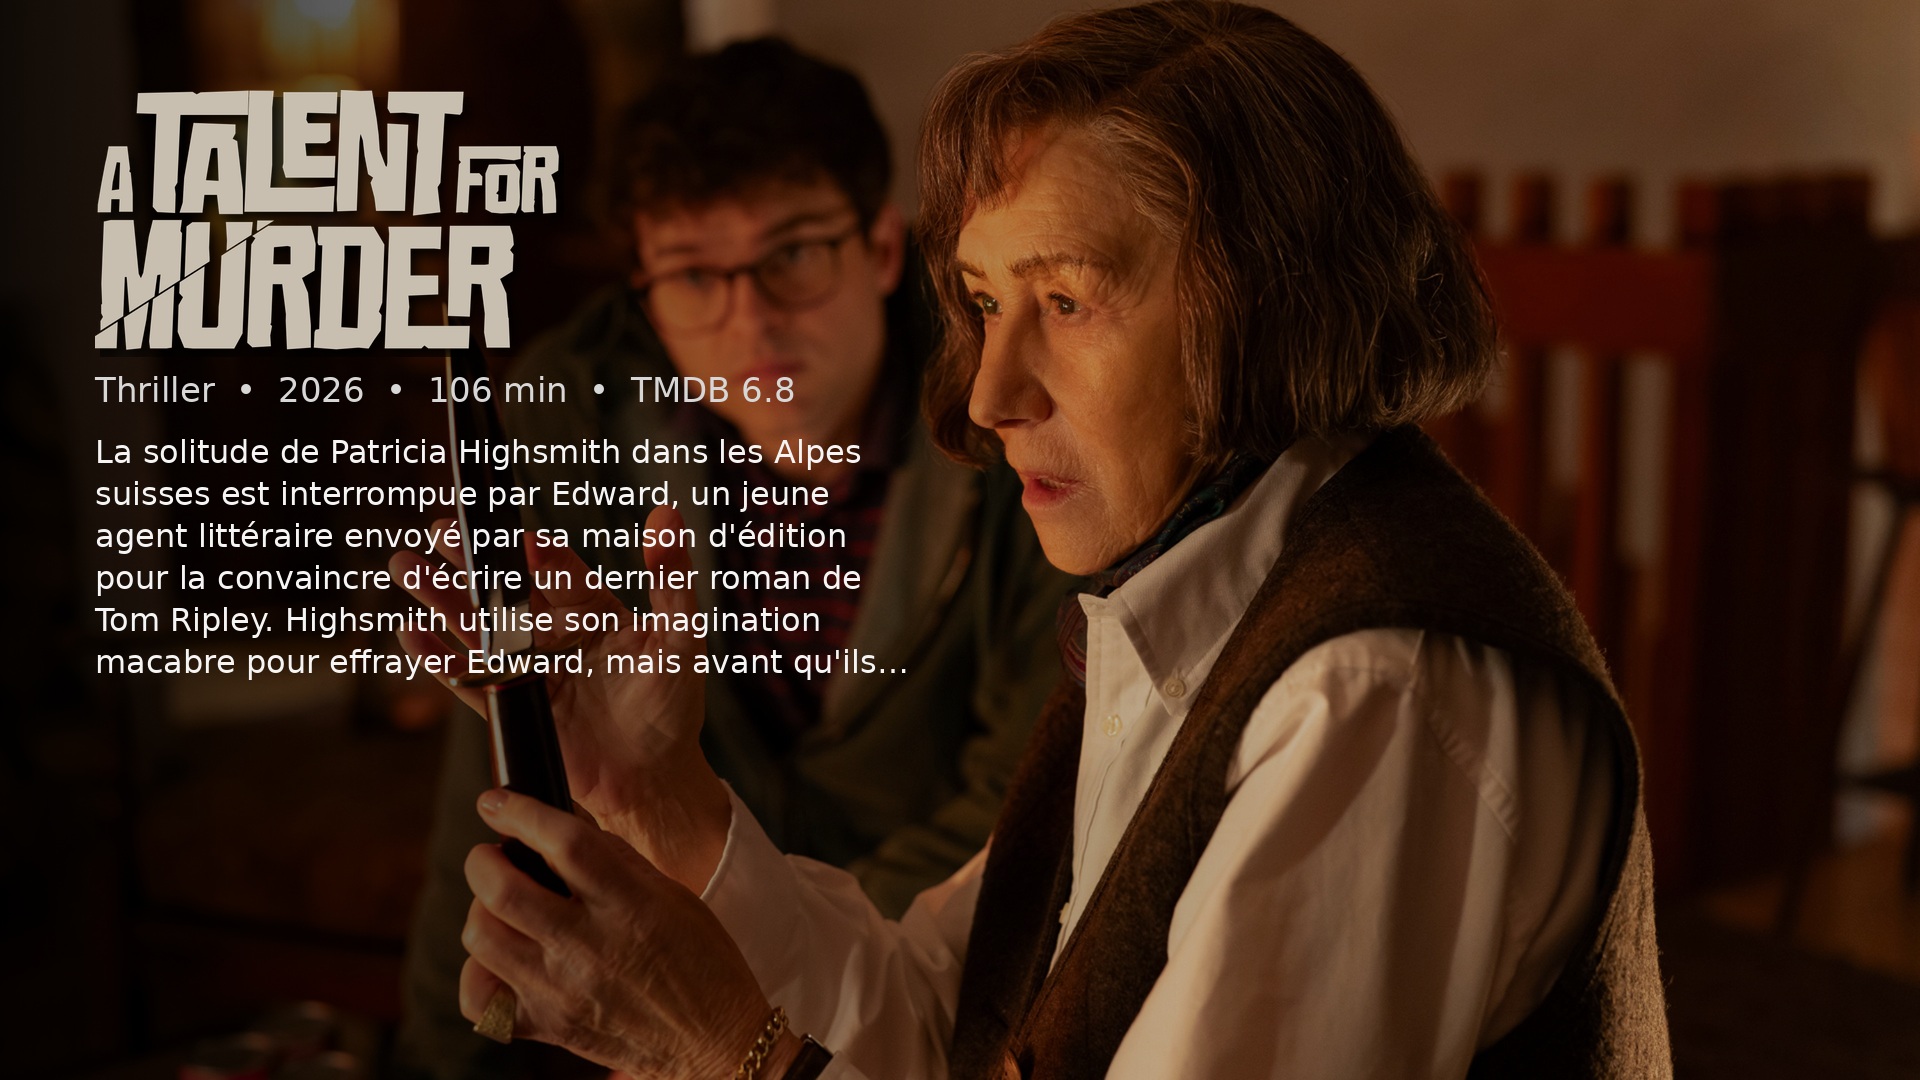 A TALENT FOR
MURDER
Thriller • 2026 • 106 min • TMDB 6.8
La solitude de Patricia Highsmith dans les Alpes
suisses est interrompue par Edward, un jeune
agent littéraire envoyé par sa maison d'édition
pour la convaincre d'écrire un dernier roman de
Tom Ripley. Highsmith utilise son imagination
macabre pour effrayer Edward, mais avant qu'ils...